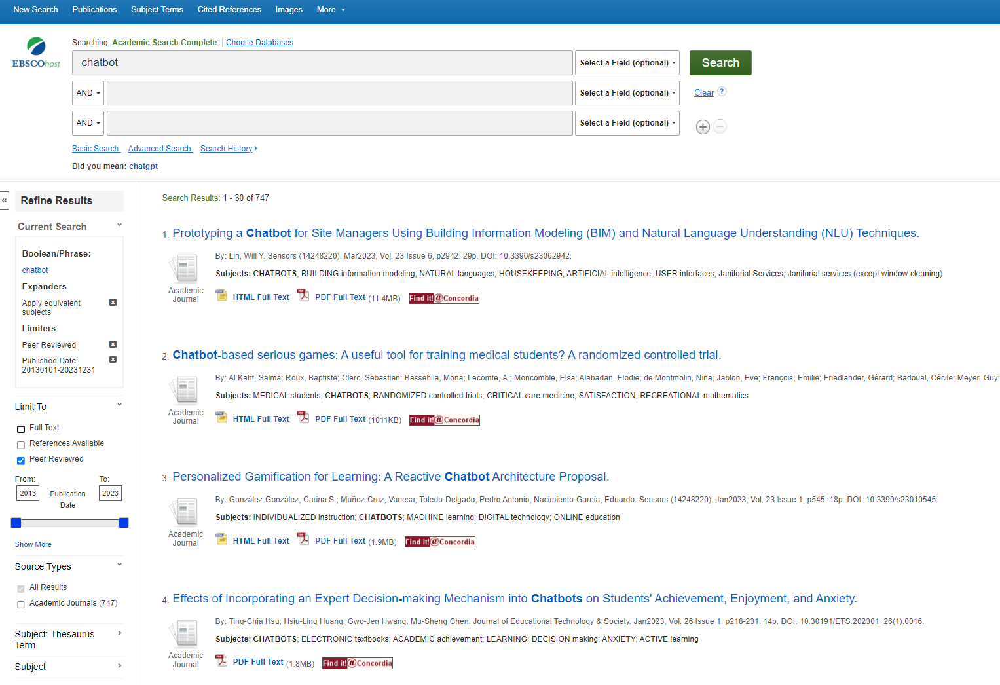 New Search Publications Subject Terms Cited References Images More
Searching: Academic Search Complete Choose Databases
EBSCOhost
chatbot Select a Field (optional) Search
AND Select a Field (optional) Clear ?
AND Select a Field (optional)
Basic Search Advanced Search Search History
Did you mean: chatgpt
«
Refine Results
Current Search
Boolean/Phrase:
chatbot
Expanders
Apply equivalent
subjects
Limiters
Peer Reviewed
Published Date:
20130101-20231231
Limit To
Full Text
References Available
Peer Reviewed
From: To:
2013 Publication 2023
Date
Show More
Source Types
All Results
Academic Journals (747)
Subject: Thesaurus
Term
Subject
Search Results: 1 - 30 of 747
1. Prototyping a Chatbot for Site Managers Using Building Information Modeling (BIM) and Natural Language Understanding (NLU) Techniques.
By: Lin, Will Y. Sensors (14248220). Mar2023, Vol. 23 Issue 6, p2942. 29p. DOI: 10.3390/s23062942.
Subjects: CHATBOTS; BUILDING information modeling; NATURAL languages; HOUSEKEEPING; ARTIFICIAL intelligence; USER interfaces; Janitorial Services; Janitorial services (except window cleaning)
Academic
Journal
HTML Full Text PDF Full Text (11.4MB) Find it!@Concordia
2. Chatbot-based serious games: A useful tool for training medical students? A randomized controlled trial.
By: Al Kahf, Salma; Roux, Baptiste; Clerc, Sebastien; Bassehila, Mona; Lecomte, A.; Moncomble, Elsa; Alabadan, Elodie; de Montmolin, Nina; Jablon, Eve; François, Emilie; Friedlander, Gérard; Badoual, Cécile; Meyer, Guy;
Subjects: MEDICAL students; CHATBOTS; RANDOMIZED controlled trials; CRITICAL care medicine; SATISFACTION; RECREATIONAL mathematics
Academic
Journal
HTML Full Text PDF Full Text (1011KB) Find it!@Concordia
3. Personalized Gamification for Learning: A Reactive Chatbot Architecture Proposal.
By: González-González, Carina S.; Muñoz-Cruz, Vanesa; Toledo-Delgado, Pedro Antonio; Nacimiento-García, Eduardo. Sensors (14248220). Jan2023, Vol. 23 Issue 1, p545. 18p. DOI: 10.3390/s23010545.
Subjects: INDIVIDUALIZED instruction; CHATBOTS; MACHINE learning; DIGITAL technology; ONLINE education
Academic
Journal
HTML Full Text PDF Full Text (1.9MB) Find it!@Concordia
4. Effects of Incorporating an Expert Decision-making Mechanism into Chatbots on Students' Achievement, Enjoyment, and Anxiety.
By: Ting-Chia Hsu; Hsiu-Ling Huang; Gwo-Jen Hwang; Mu-Sheng Chen. Journal of Educational Technology & Society. Jan2023, Vol. 26 Issue 1, p218-231. 14p. DOI: 10.30191/ETS.202301_26(1).0016.
Subjects: CHATBOTS; ELECTRONIC textbooks; ACADEMIC achievement; LEARNING; DECISION making; ANXIETY; ACTIVE learning
Academic
Journal
PDF Full Text (1.8MB) Find it!@Concordia